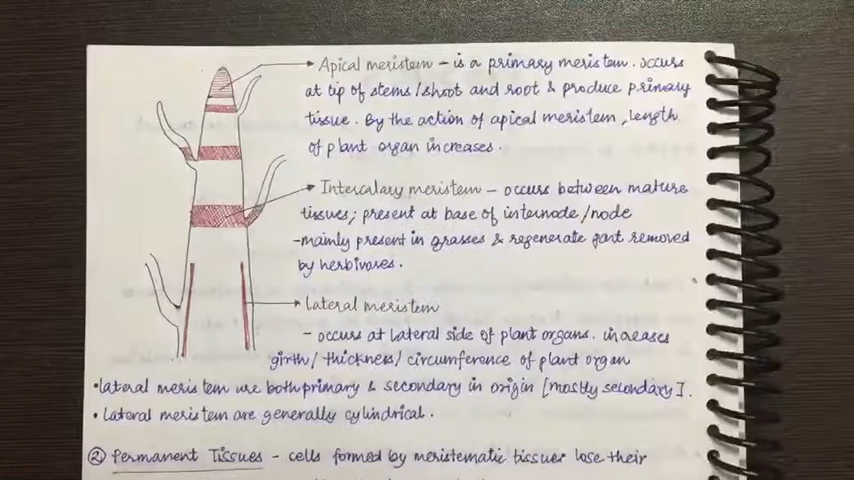 Apical meristem - is a primary meristem. occurs
at tip of stems/shoot and root & produce primary
tissue. By the action of apical meristem, length
of plant organ increases.
Intercalary meristem - occurs between mature
tissues; present at base of internode/node
-mainly present in grasses & regenerate part removed
by herbivores.
Lateral meristem
- occurs at lateral side of plant organs. increases
girth/ thickness/ circumference of plant organ
•lateral meristem are both primary & secondary in origin [mostly secondary].
• Lateral meristem are generally cylindrical.
② Permanent Tissues - cells formed by meristematic tissues lose their